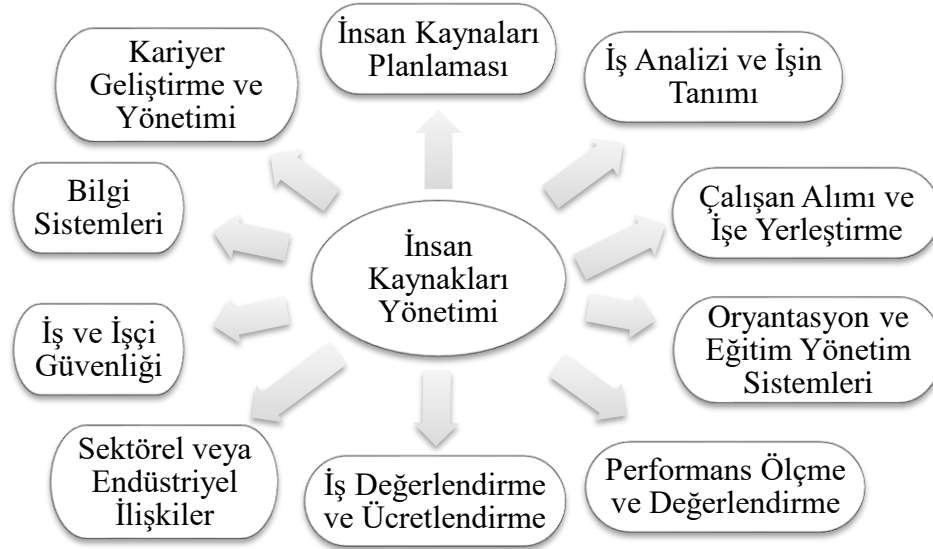 İnsan Kaynaları
Planlaması
İş Analizi ve İşin
Tanımı
Çalışan Alımı ve
İşe Yerleştirme
Oryantasyon ve
Eğitim Yönetim
Sistemleri
Performans Ölçme
ve Değerlendirme
İş Değerlendirme
ve Ücretlendirme
Sektörel veya
Endüstriyel
İlişkiler
İş ve İşçi
Güvenliği
Bilgi
Sistemleri
Kariyer
Geliştirme ve
Yönetimi
İnsan
Kaynakları
Yönetimi